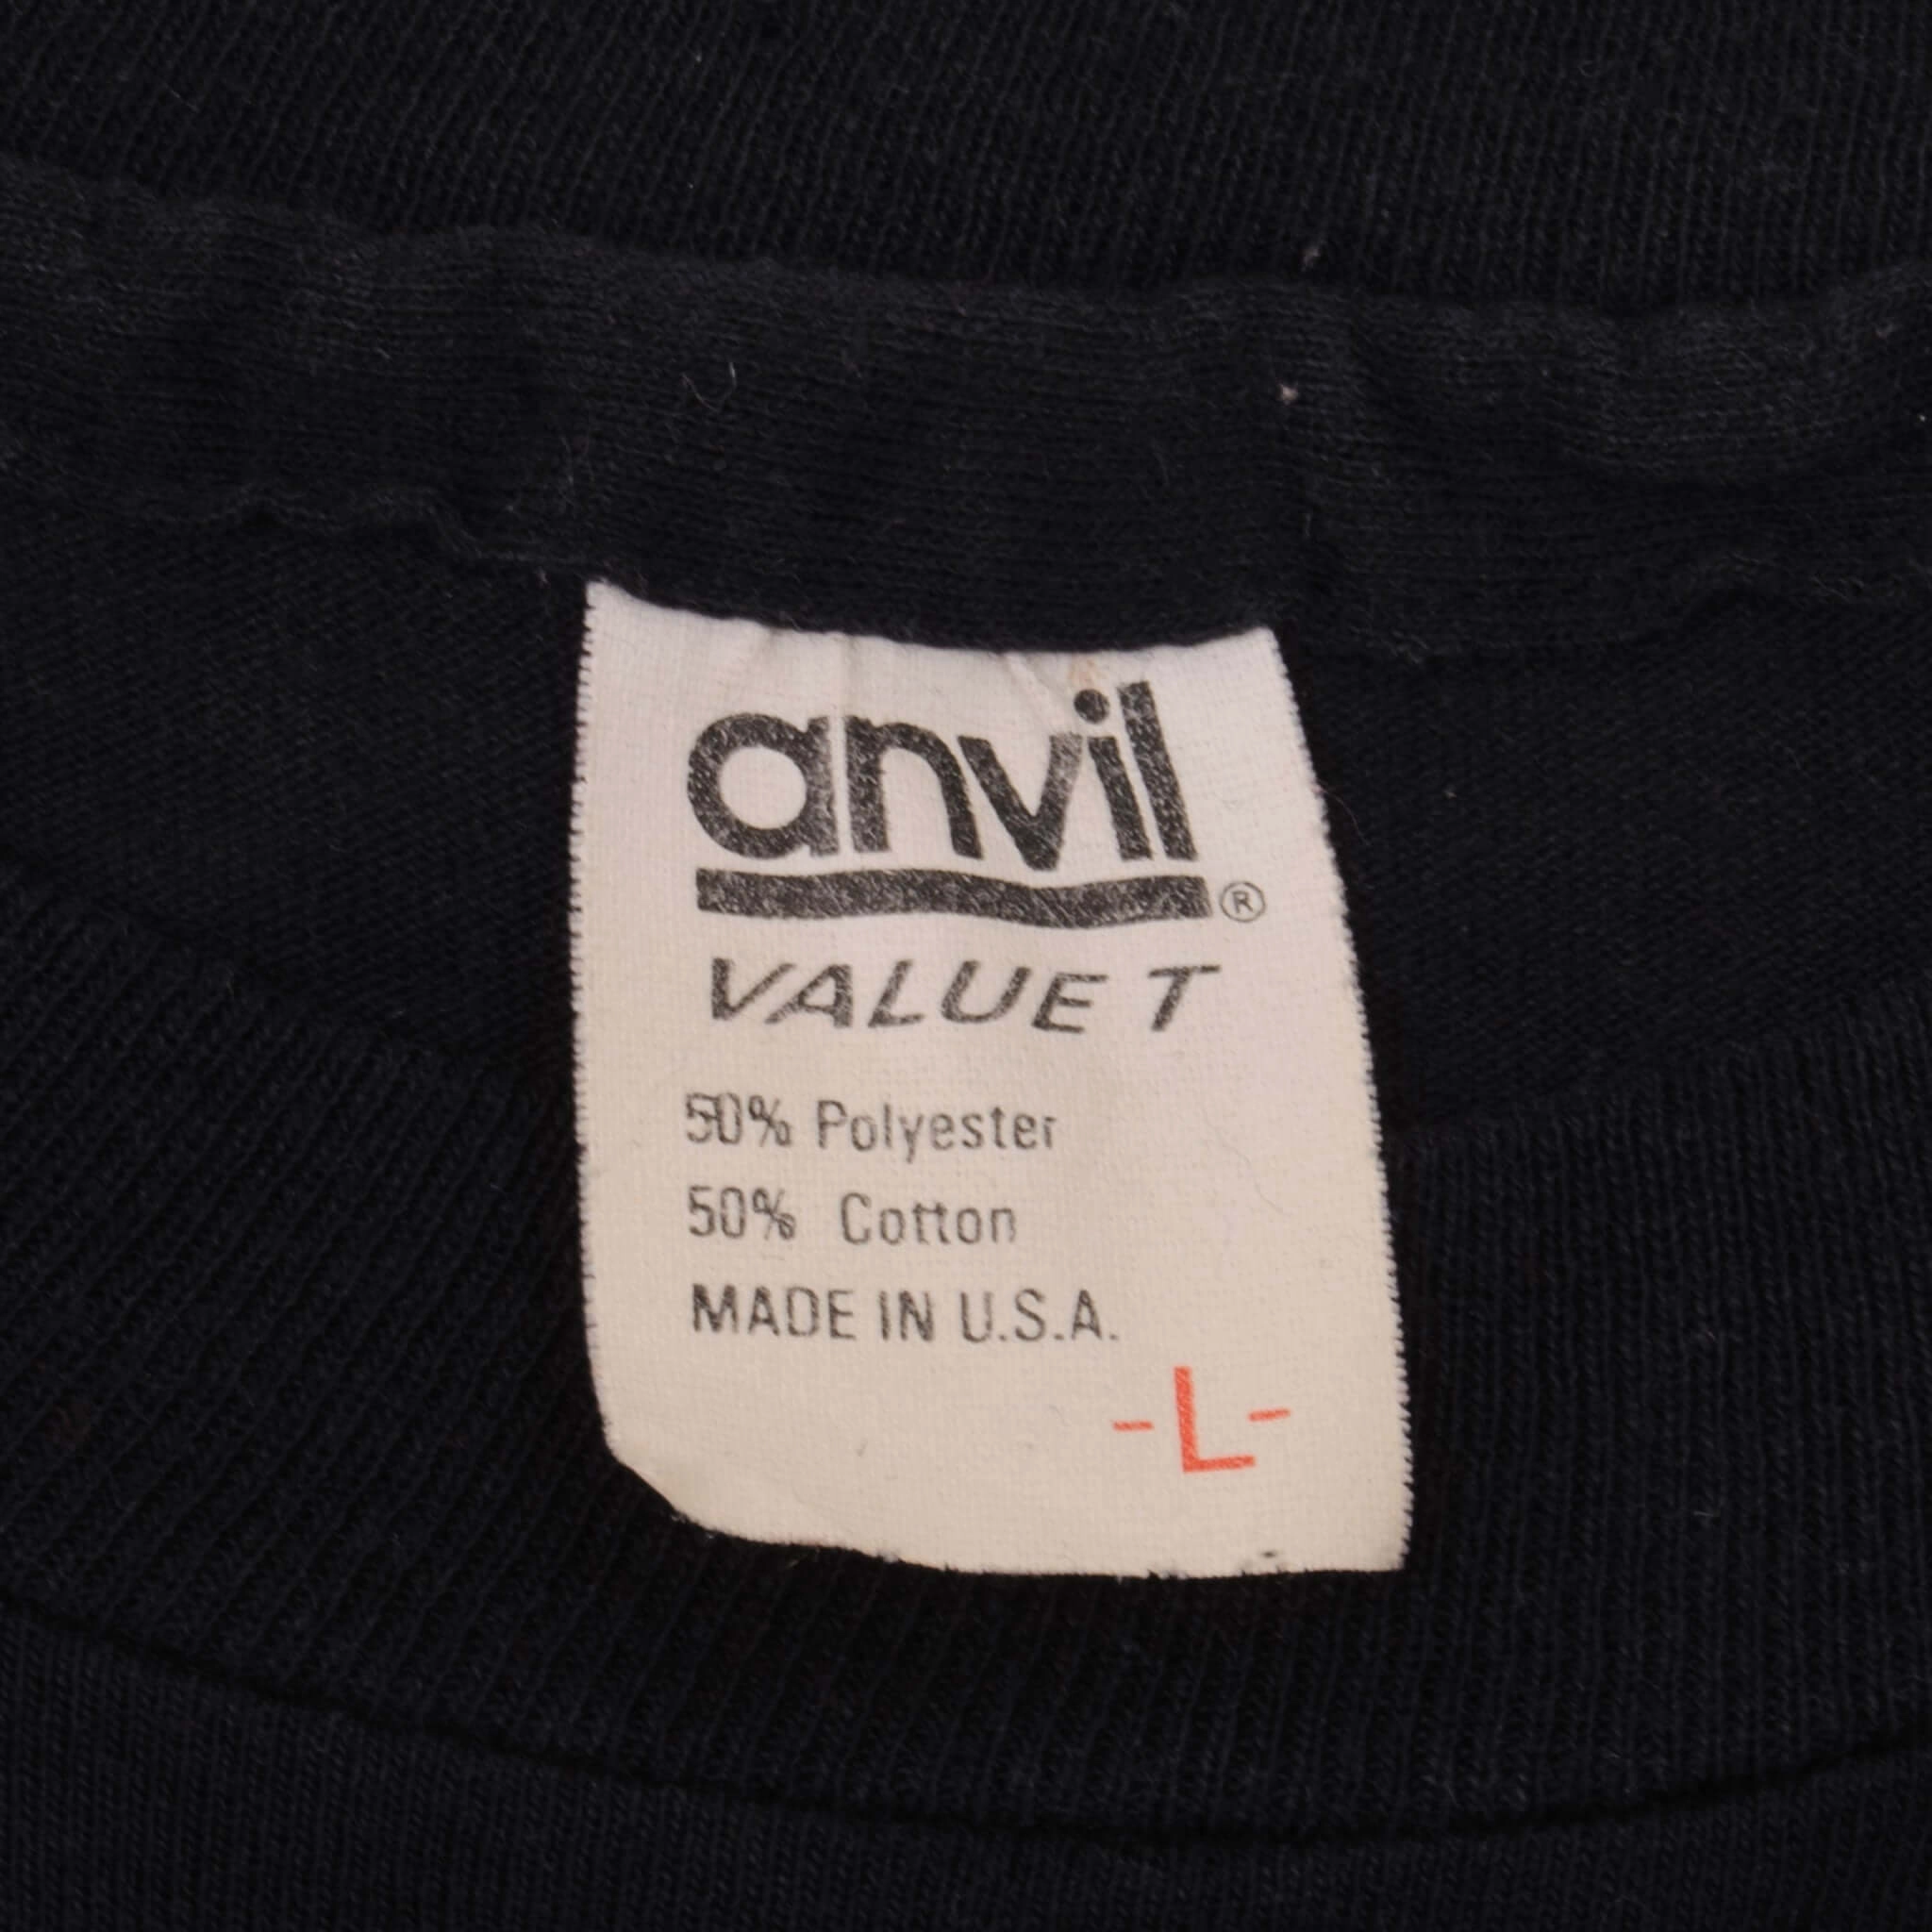 anvil®
VALUE T
50% Polyester
50% Cotton
MADE IN U.S.A.
-L-